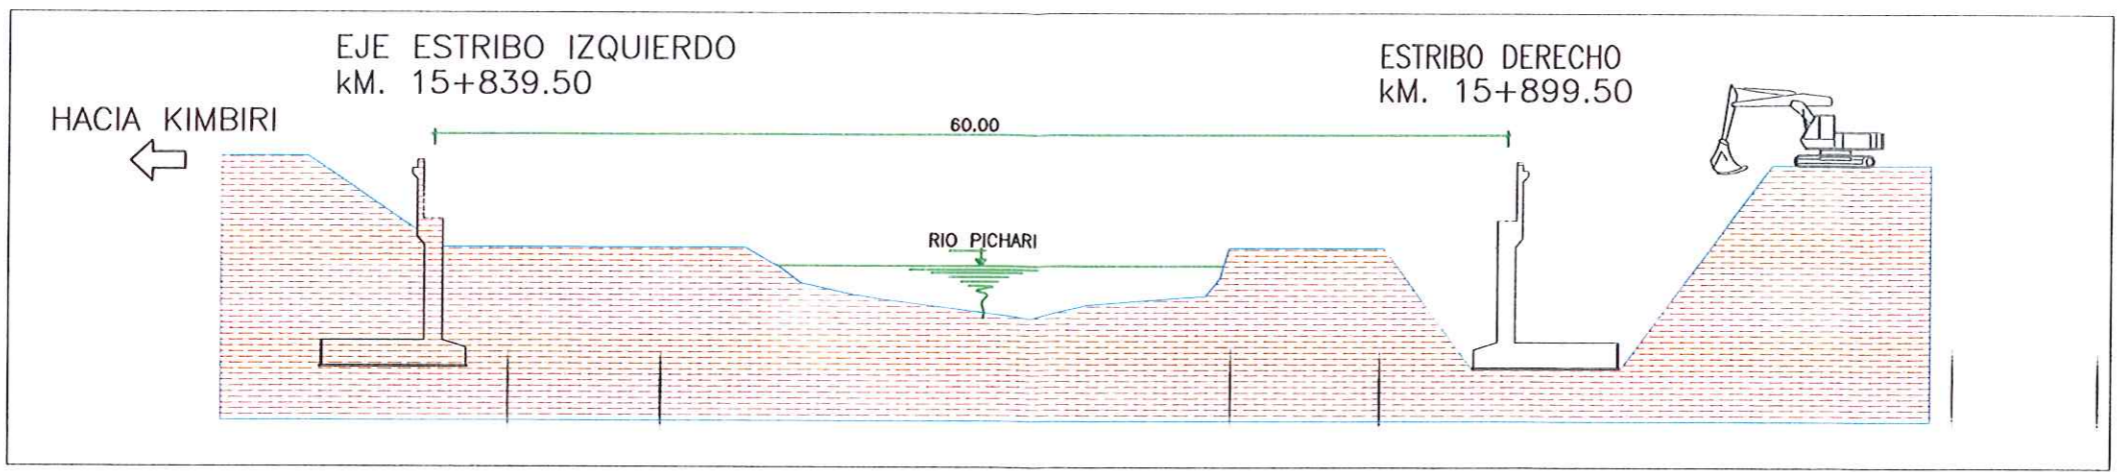 EJE ESTRIBO IZQUIERDO
kM. 15+839.50
ESTRIBO DERECHO
kM. 15+899.50
HACIA KIMBIRI
60.00
RIO PICHARI